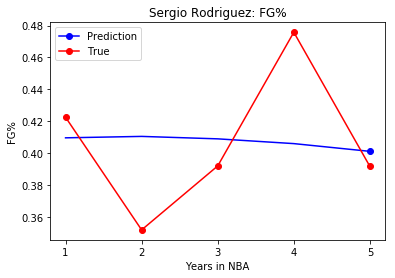 Sergio Rodriguez: FG%
Prediction
True
0.48
0.46
0.44
0.42
0.40
0.38
0.36
FG%
1 2 3 4 5
Years in NBA